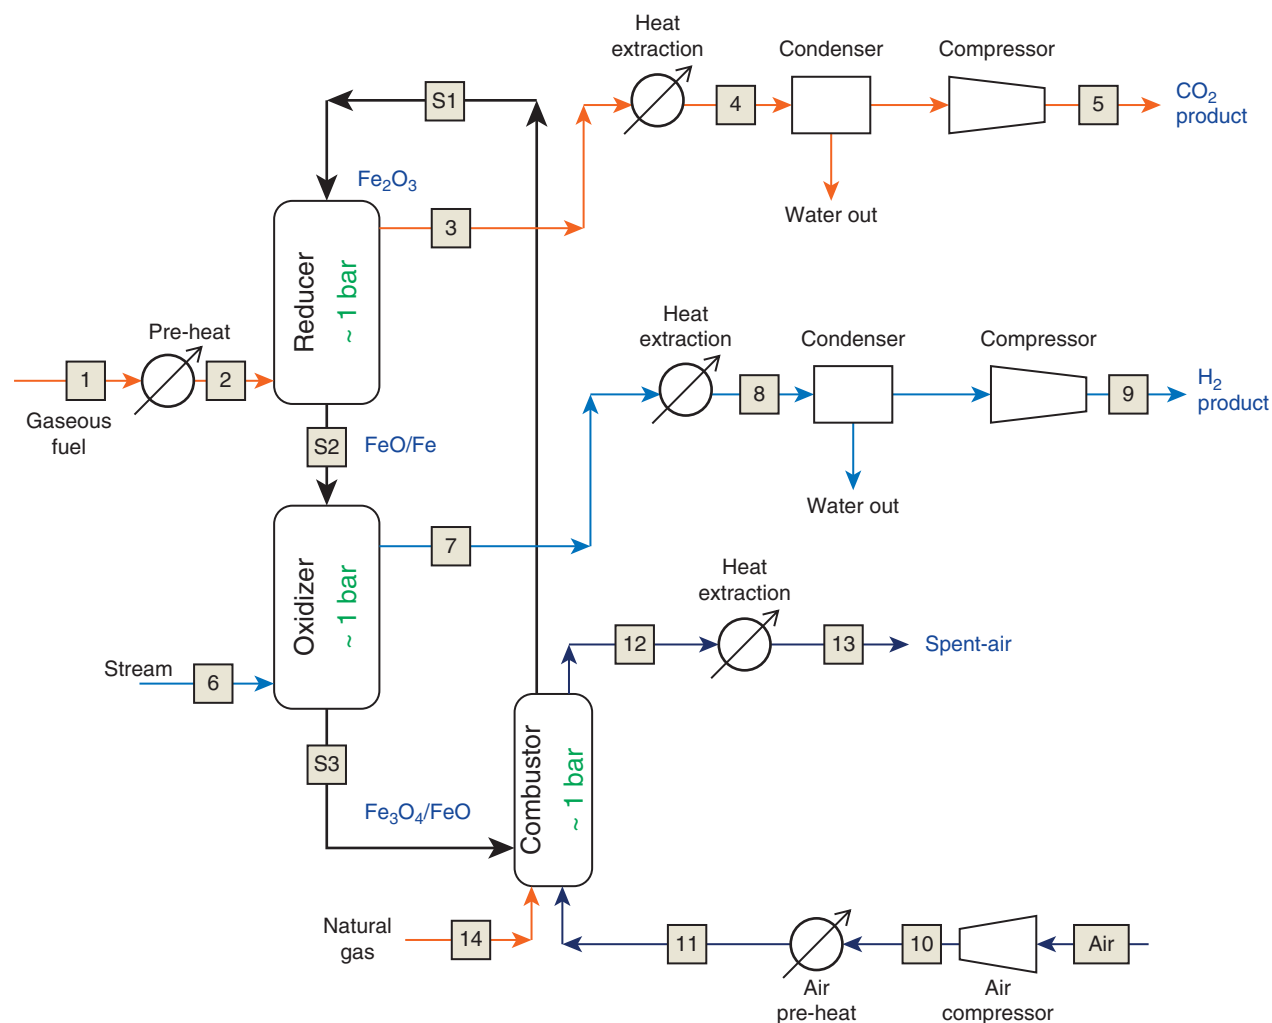 Heat
extraction
Condenser
Compressor
S1
4
5
CO₂
product
Fe₂O₃
Water out
3
Reducer
~ 1 bar
Pre-heat
1
2
Gaseous
fuel
Heat
extraction
Condenser
Compressor
8
9
H₂
product
S2
FeO/Fe
Water out
7
Oxidizer
~ 1 bar
Heat
extraction
12
13
Spent-air
Stream
6
S3
Fe₃O₄/FeO
Combustor
~ 1 bar
Natural
gas
14
11
10
Air
Air
pre-heat
Air
compressor